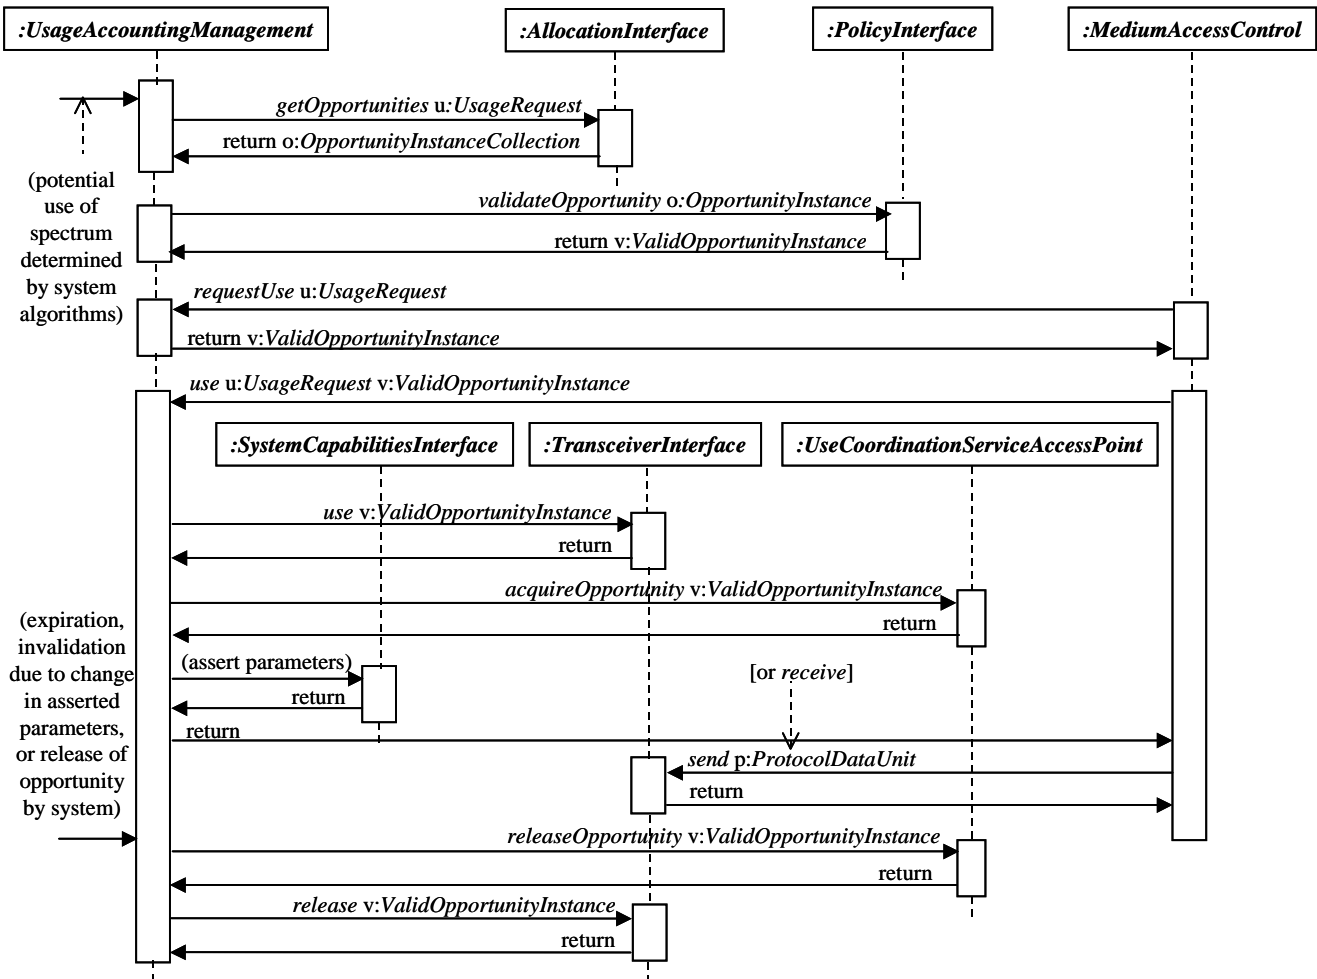 :UsageAccountingManagement
:AllocationInterface
:PolicyInterface
:MediumAccessControl
getOpportunities u:UsageRequest
return o:OpportunityInstanceCollection
(potential
use of
spectrum
determined
by system
algorithms)
validateOpportunity o:OpportunityInstance
return v:ValidOpportunityInstance
requestUse u:UsageRequest
return v:ValidOpportunityInstance
use u:UsageRequest v:ValidOpportunityInstance
:SystemCapabilitiesInterface
:TransceiverInterface
:UseCoordinationServiceAccessPoint
use v:ValidOpportunityInstance
return
acquireOpportunity v:ValidOpportunityInstance
return
(expiration,
invalidation
due to change
in asserted
parameters,
or release of
opportunity
by system)
(assert parameters)
return
[or receive]
return
send p:ProtocolDataUnit
return
releaseOpportunity v:ValidOpportunityInstance
return
release v:ValidOpportunityInstance
return